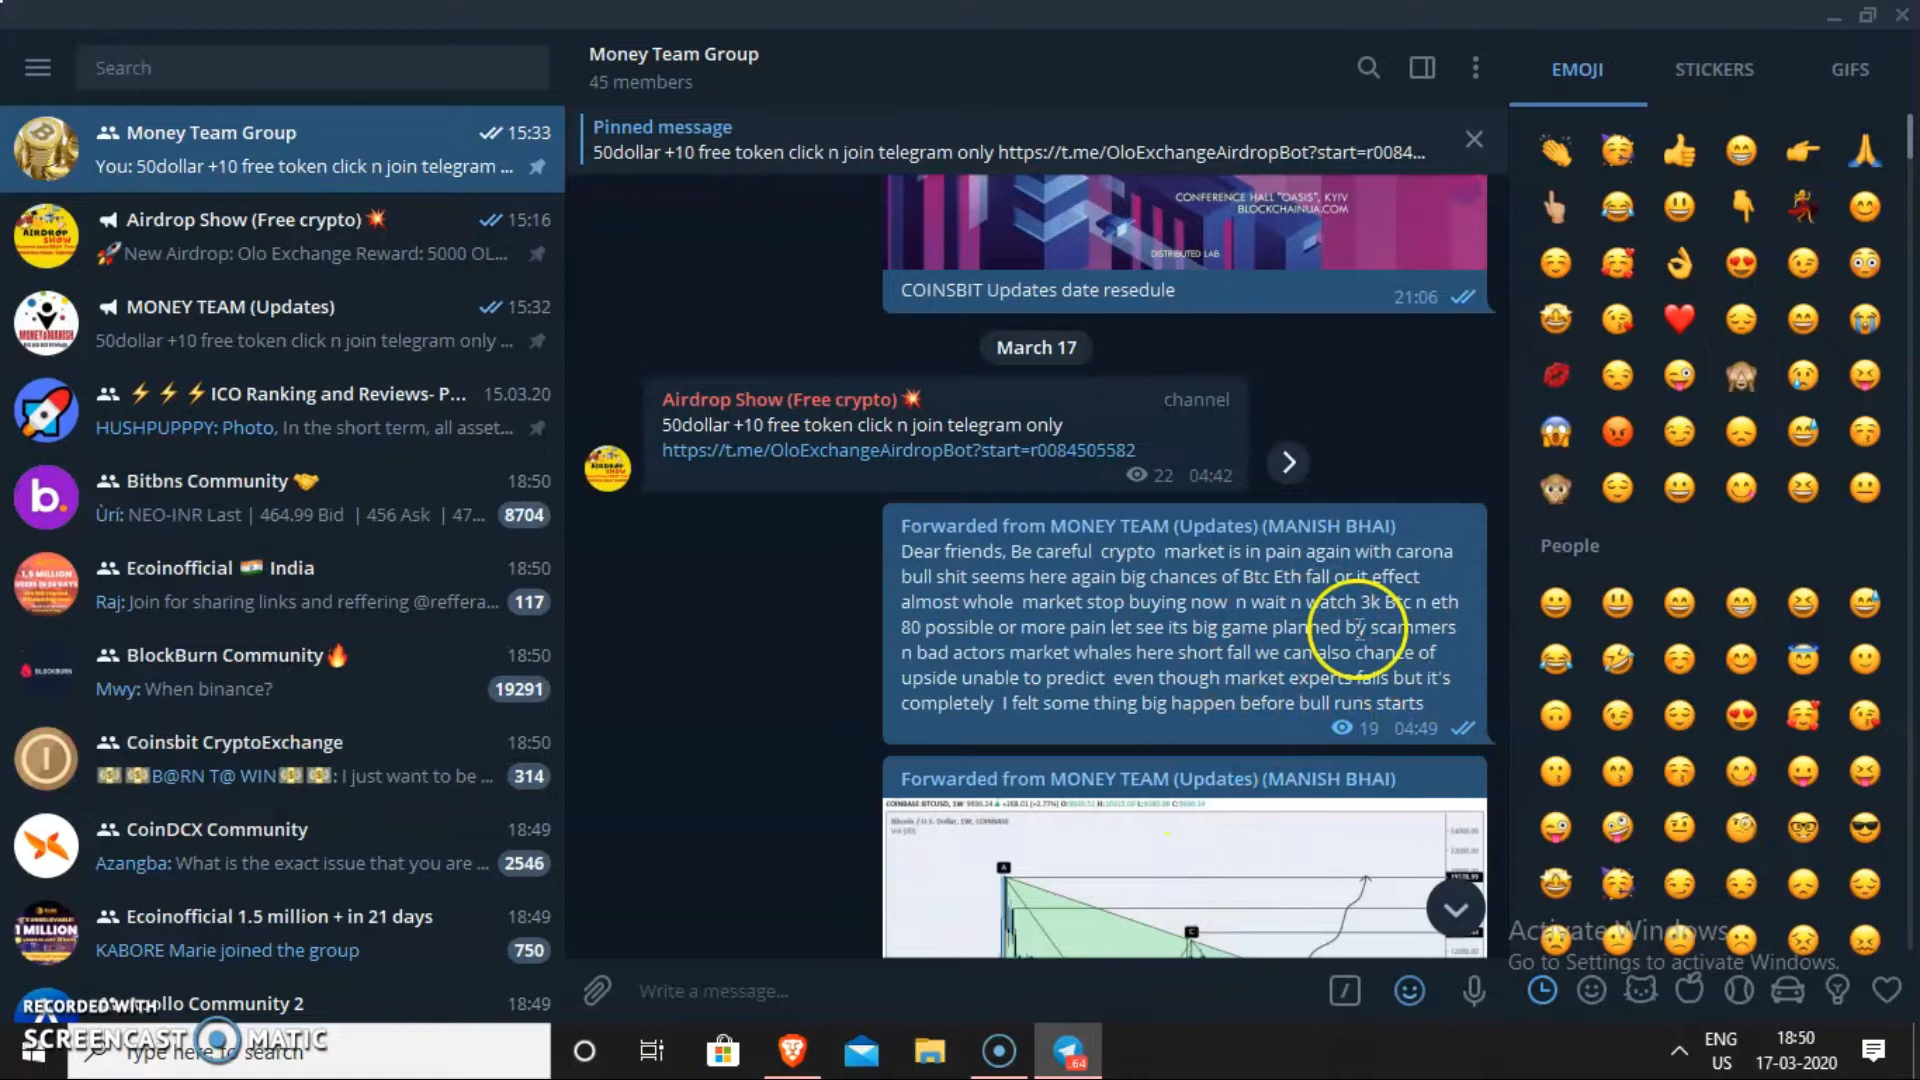 Search
Money Team Group
15:33
You: 50dollar +10 free token click n join telegram ...
Airdrop Show (Free crypto)💥
15:16
🚀New Airdrop: Olo Exchange Reward: 5000 OL...
MONEY TEAM (Updates)
15:32
50dollar +10 free token click n join telegram only ...
⚡⚡⚡ICO Ranking and Reviews- P...
15.03.20
HUSHPUPPPY: Photo, In the short term, all asset...
Bitbns Community 🤝
18:50
Ùrí: NEO-INR Last | 464.99 Bid | 456 Ask | 47...
8704
Ecoinofficial 🇮🇳 India
18:50
Raj: Join for sharing links and reffering @reffera...
117
BlockBurn Community🔥
18:50
Mwy: When binance?
19291
Coinsbit CryptoExchange
18:50
💵💵B@RN T@ WIN💵💵: I just want to be ...
314
CoinDCX Community
18:49
Azangba: What is the exact issue that you are ...
2546
Ecoinofficial 1.5 million + in 21 days
18:49
KABORE Marie joined the group
750
Community 2
18:49
Money Team Group
45 members
Pinned message
50dollar +10 free token click n join telegram only https://t.me/OloExchangeAirdropBot?start=r0084...
CONFERENCE HALL "OASIS", KYIV
BLOCKCHAINUA.COM
DISTRIBUTED LAB
COINSBIT Updates date resedule
21:06
March 17
Airdrop Show (Free crypto)💥
channel
50dollar +10 free token click n join telegram only
https://t.me/OloExchangeAirdropBot?start=r0084505582
22 04:42
Forwarded from MONEY TEAM (Updates) (MANISH BHAI)
Dear friends, Be careful crypto market is in pain again with carona
bull shit seems here again big chances of Btc Eth fall or it effect
almost whole market stop buying now n wait n watch 3k Btc n eth
80 possible or more pain let see its big game planned by scammers
n bad actors market whales here short fall we can also chance of
upside unable to predict even though market experts fails but it's
completely I felt some thing big happen before bull runs starts
19 04:49
Forwarded from MONEY TEAM (Updates) (MANISH BHAI)
Bitcoin / U.S. Dollar, 1W, COINBASE
A
C
Write a message...
EMOJI
STICKERS
GIFS
People
Activate Windows
Go to Settings to activate Windows.
RECORDED WITH
SCREENCAST MATIC
Type here to search
64
ENG
US
18:50
17-03-2020